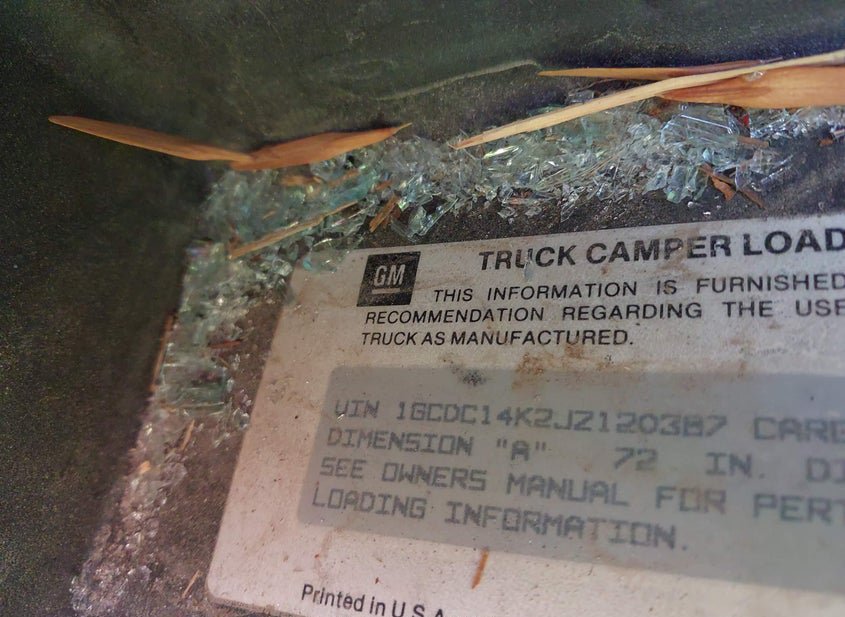 GM
TRUCK CAMPER LOAD
THIS INFORMATION IS FURNISHED
RECOMMENDATION REGARDING THE USE
TRUCK AS MANUFACTURED.
VIN 1GCDC14K2JZ120387 CARG
DIMENSION "A" 72 IN. DI
SEE OWNERS MANUAL FOR PERT
LOADING INFORMATION.
Printed in U S A